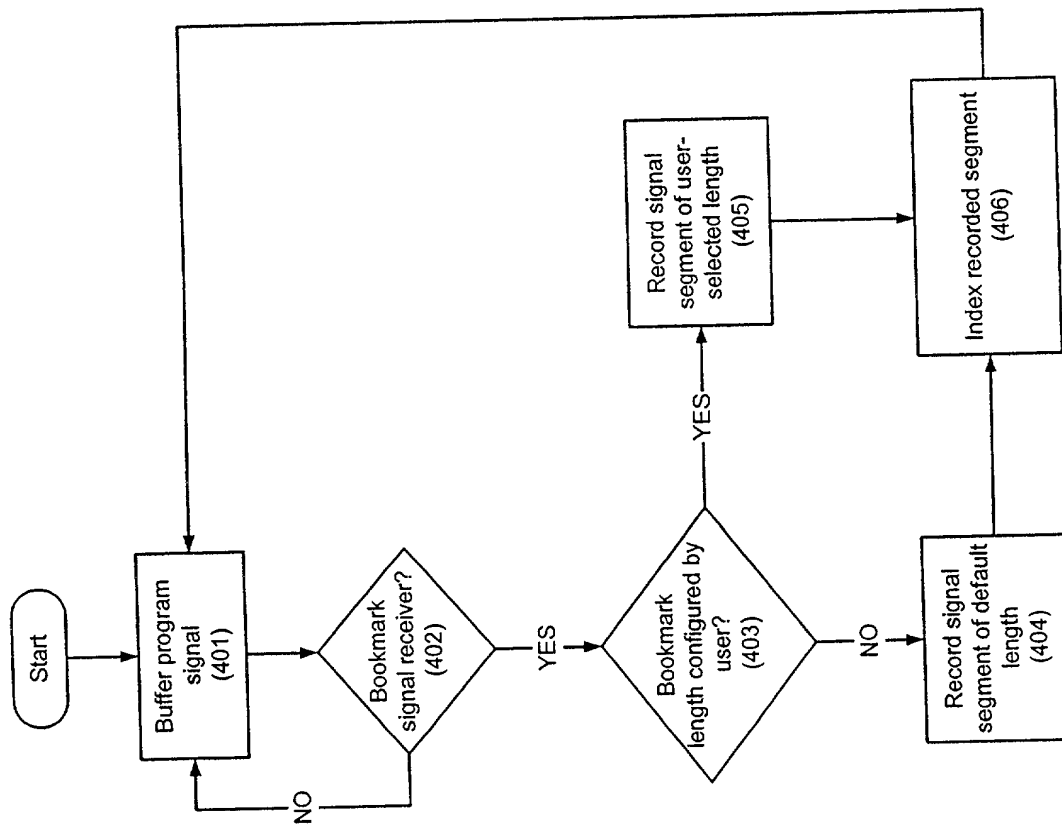 Start
Buffer program
signal
(401)
NO
Bookmark
signal receiver?
(402)
YES
Bookmark
length configured by
user?
(403)
YES
Record signal
segment of user-
selected length
(405)
NO
Record signal
segment of default
length
(404)
Index recorded segment
(406)